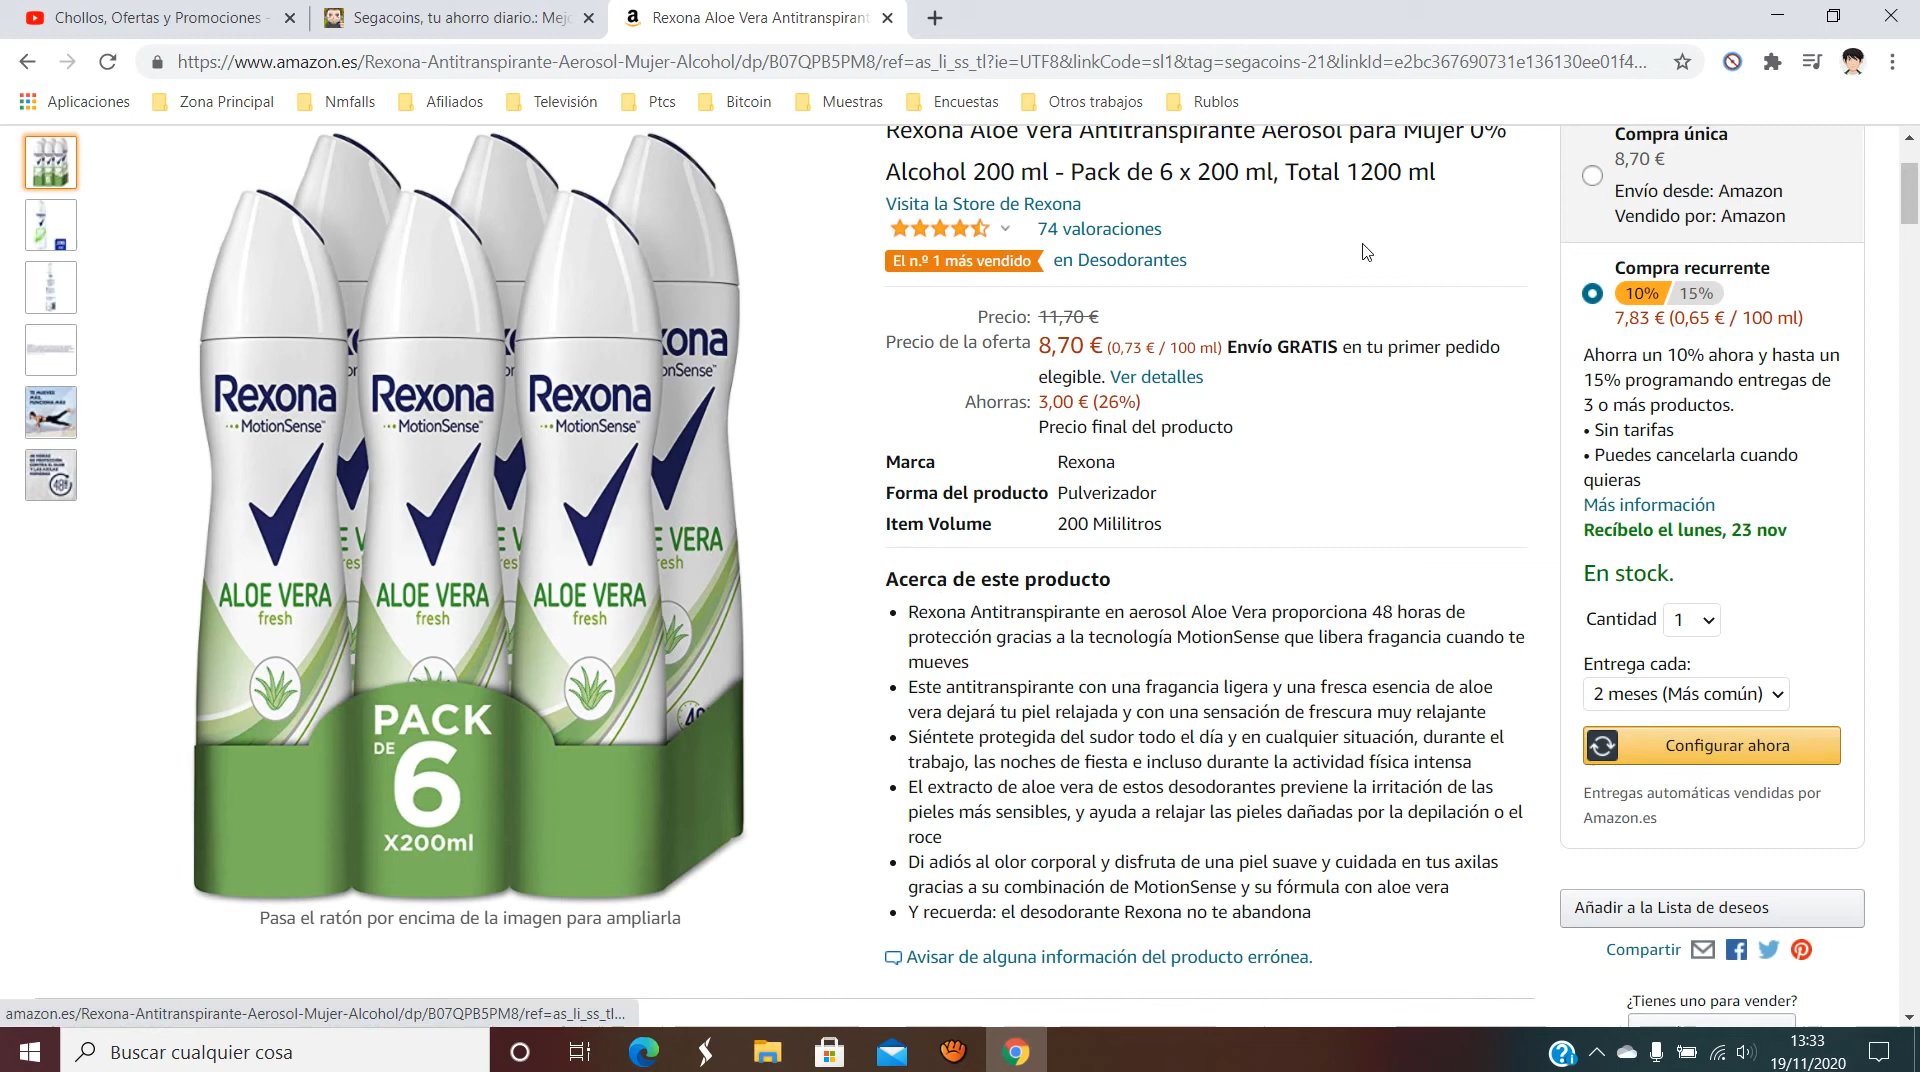 Chollos, Ofertas y Promociones -
Segacoins, tu ahorro diario.: Mejo
Rexona Aloe Vera Antitranspirant
https://www.amazon.es/Rexona-Antitranspirante-Aerosol-Mujer-Alcohol/dp/B07QPB5PM8/ref=as_li_ss_tl?ie=UTF8&linkCode=sl1&tag=segacoins-21&linkId=e2bc367690731e136130ee01f4...
Aplicaciones Zona Principal Nmfalls Afiliados Televisión Ptcs Bitcoin Muestras Encuestas Otros trabajos Rublos
Rexona
MotionSense™
ALOE VERA
fresh
Rexona
MotionSense™
ALOE VERA
fresh
Rexona
MotionSense™
ALOE VERA
fresh
xona
onSense™
E VERA
esh
PACK
DE
6
X200ml
Pasa el ratón por encima de la imagen para ampliarla
Rexona Aloe Vera Antitranspirante Aerosol para Mujer 0%
Alcohol 200 ml - Pack de 6 x 200 ml, Total 1200 ml
Visita la Store de Rexona
74 valoraciones
El n.º 1 más vendido en Desodorantes
Precio: 11,70 €
Precio de la oferta 8,70 € (0,73 € / 100 ml) Envío GRATIS en tu primer pedido
elegible. Ver detalles
Ahorras: 3,00 € (26%)
Precio final del producto
Marca Rexona
Forma del producto Pulverizador
Item Volume 200 Mililitros
Acerca de este producto
• Rexona Antitranspirante en aerosol Aloe Vera proporciona 48 horas de
protección gracias a la tecnología MotionSense que libera fragancia cuando te
mueves
• Este antitranspirante con una fragancia ligera y una fresca esencia de aloe
vera dejará tu piel relajada y con una sensación de frescura muy relajante
• Siéntete protegida del sudor todo el día y en cualquier situación, durante el
trabajo, las noches de fiesta e incluso durante la actividad física intensa
• El extracto de aloe vera de estos desodorantes previene la irritación de las
pieles más sensibles, y ayuda a relajar las pieles dañadas por la depilación o el
roce
• Di adiós al olor corporal y disfruta de una piel suave y cuidada en tus axilas
gracias a su combinación de MotionSense y su fórmula con aloe vera
• Y recuerda: el desodorante Rexona no te abandona
Avisar de alguna información del producto errónea.
Compra única
8,70 €
Envío desde: Amazon
Vendido por: Amazon
Compra recurrente
10% 15%
7,83 € (0,65 € / 100 ml)
Ahorra un 10% ahora y hasta un
15% programando entregas de
3 o más productos.
• Sin tarifas
• Puedes cancelarla cuando
quieras
Más información
Recíbelo el lunes, 23 nov
En stock.
Cantidad 1
Entrega cada:
2 meses (Más común)
Configurar ahora
Entregas automáticas vendidas por
Amazon.es
Añadir a la Lista de deseos
Compartir
¿Tienes uno para vender?
amazon.es/Rexona-Antitranspirante-Aerosol-Mujer-Alcohol/dp/B07QPB5PM8/ref=as_li_ss_tl...
Buscar cualquier cosa
13:33
19/11/2020